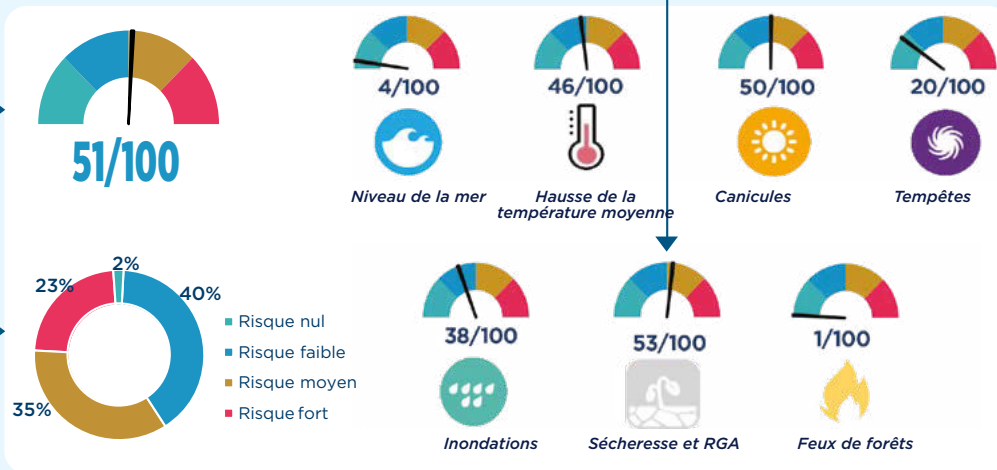 51/100
4/100
46/100
50/100
20/100
Niveau de la mer
Hausse de la
température moyenne
Canicules
Tempêtes
2%
23%
40%
35%
Risque nul
Risque faible
Risque moyen
Risque fort
38/100
53/100
1/100
Inondations
Sécheresse et RGA
Feux de forêts